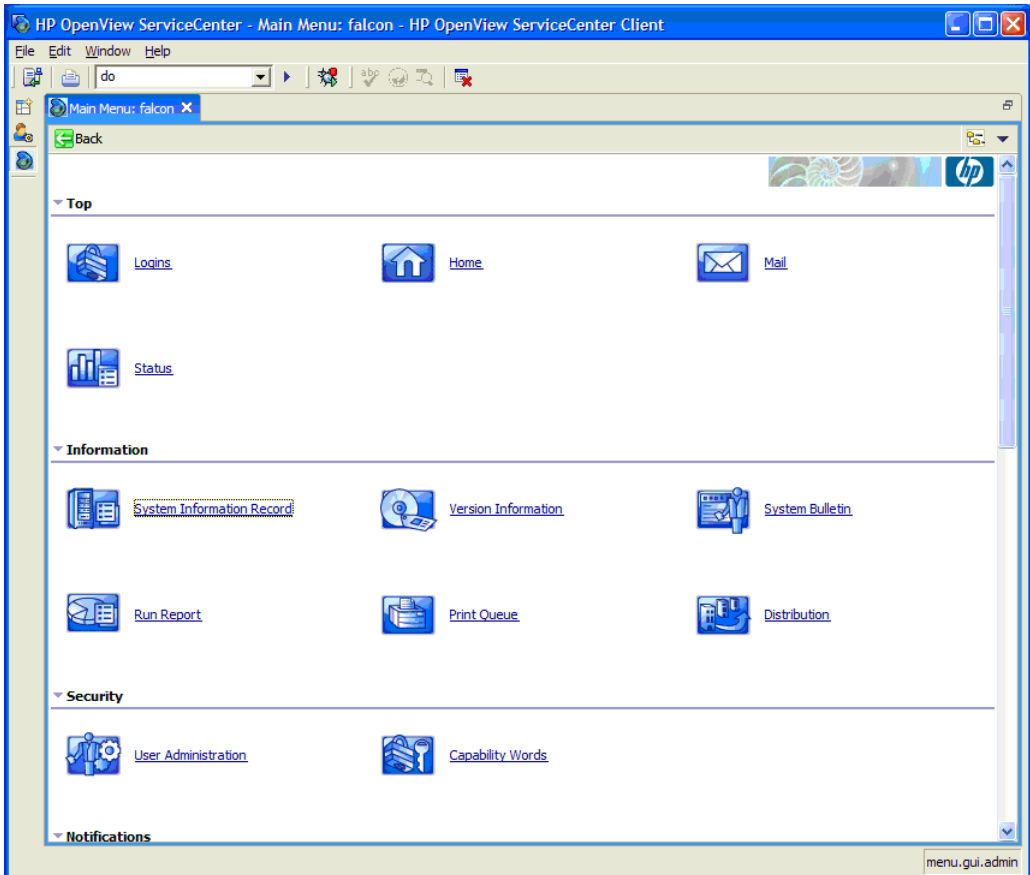 HP OpenView ServiceCenter - Main Menu: falcon - HP OpenView ServiceCenter Client
File Edit Window Help
do
abc
Main Menu: falcon
Back
hp
Top
Logins Home Mail
Status
Information
System Information Record Version Information System Bulletin
Run Report Print Queue Distribution
Security
User Administration Capability Words
Notifications
menu.gui.admin